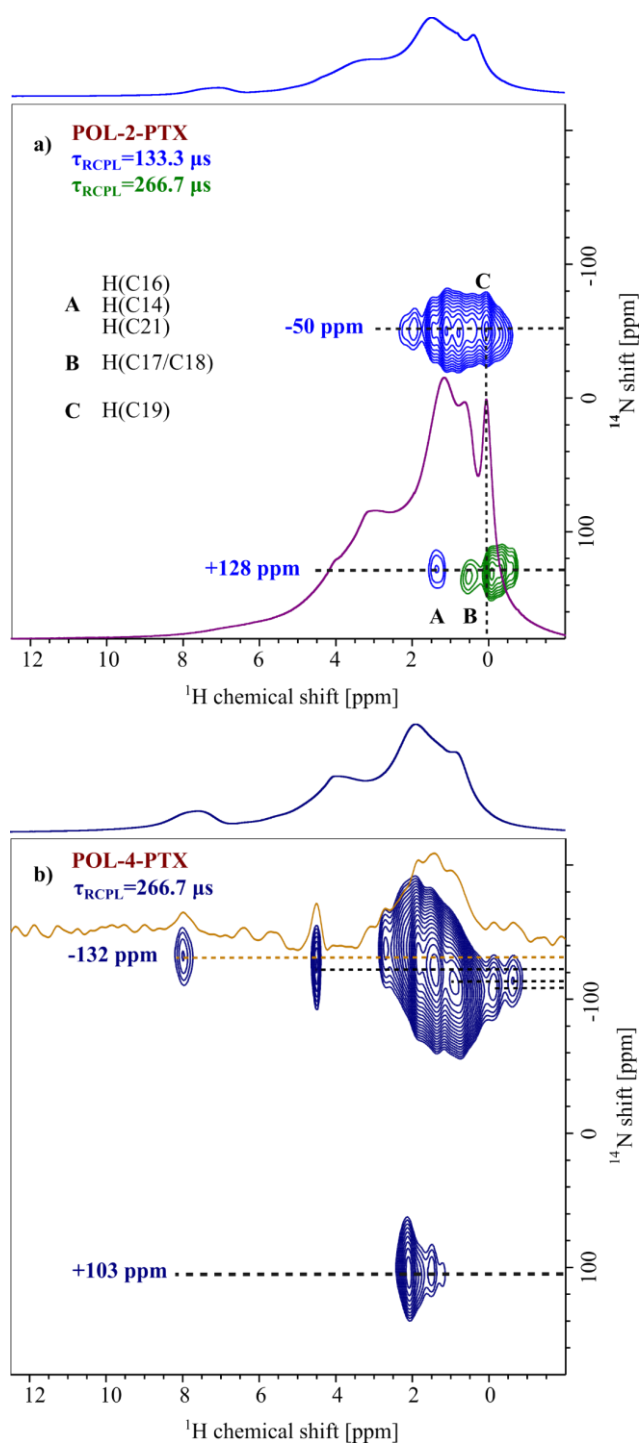 a)
POL-2-PTX
τRCPL=133.3 μs
τRCPL=266.7 μs
-100
C
H(C16)
A H(C14)
H(C21)
-50 ppm
B H(C17/C18)
C H(C19)
0
¹⁴N shift [ppm]
+128 ppm
100
A B
12 10 8 6 4 2 0
¹H chemical shift [ppm]
b)
POL-4-PTX
τRCPL=266.7 μs
-132 ppm
-100
0
¹⁴N shift [ppm]
+103 ppm
100
12 10 8 6 4 2 0
¹H chemical shift [ppm]